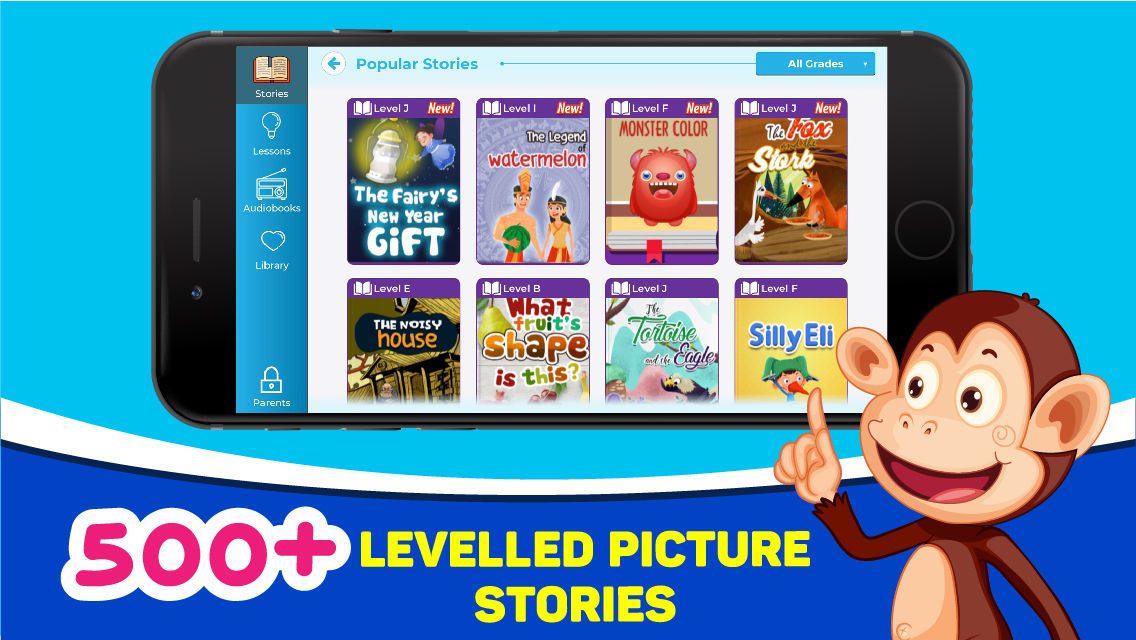 Stories
Lessons
Audiobooks
Library
Parents
Popular Stories
All Grades
Level J New!
The Fairy's
New Year
Gift
Level I New!
The Legend
of
watermelon
Level F New!
MONSTER COLOR
Level J New!
The Fox
and the
Stork
Level E
THE NOISY
house
Level B
What
fruit's
shape
is this?
Level J
The
Tortoise
and the Eagle
Level F
Silly Eli
500+ LEVELLED PICTURE
STORIES